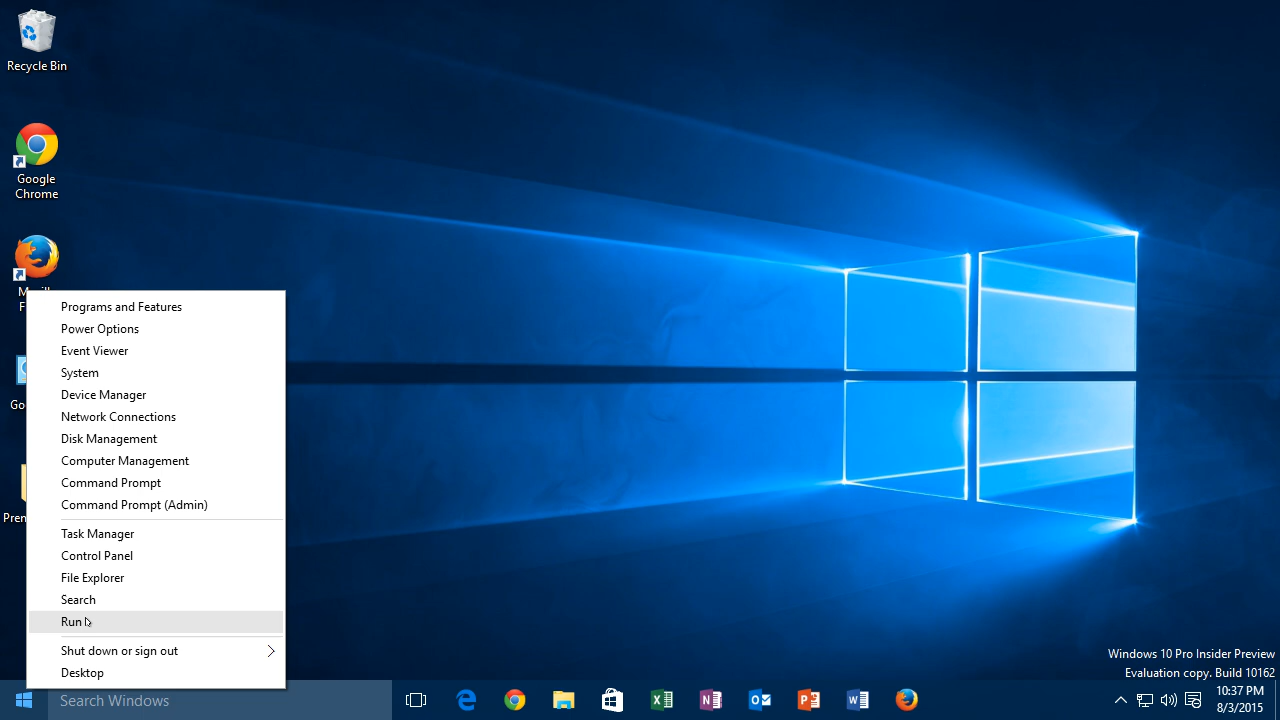 Recycle Bin
Google
Chrome
Programs and Features
Power Options
Event Viewer
System
Device Manager
Network Connections
Disk Management
Computer Management
Command Prompt
Command Prompt (Admin)
Task Manager
Control Panel
File Explorer
Search
Run
Shut down or sign out
Desktop
Windows 10 Pro Insider Preview
Evaluation copy. Build 10162
Search Windows
10:37 PM
8/3/2015